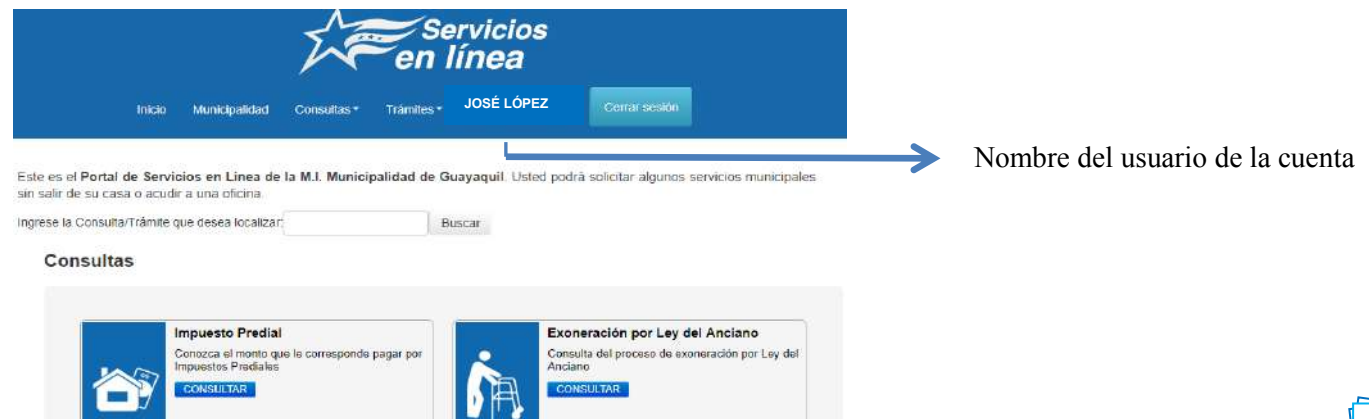 Servicios
en línea
Inicio Municipalidad Consultas Trámites JOSÉ LÓPEZ Cerrar sesión
Nombre del usuario de la cuenta
Este es el Portal de Servicios en Linea de la M.I. Municipalidad de Guayaquil. Usted podrá solicitar algunos servicios municipales
sin salir de su casa o acudir a una oficina.
Ingrese la Consulta/Trámite que desea localizar: Buscar
Consultas
Impuesto Predial
Conozca el monto que le corresponde pagar por
Impuestos Prediales
CONSULTAR
Exoneración por Ley del Anciano
Consulta del proceso de exoneración por Ley del
Anciano
CONSULTAR